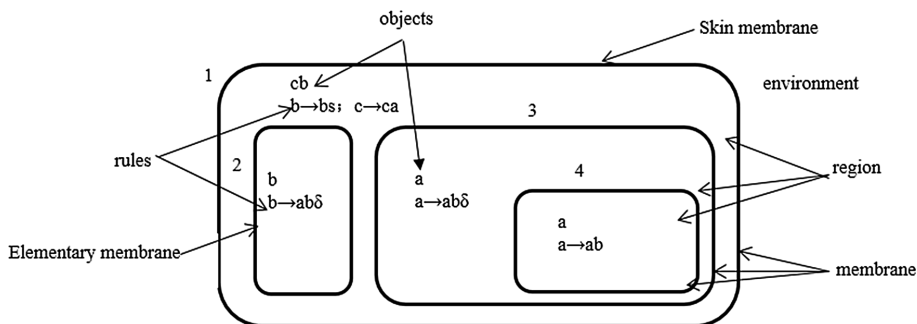 objects
Skin membrane
1
cb
environment
b→bs; c→ca
3
rules
2
b
b→abδ
a
a→abδ
4
region
a
a→ab
Elementary membrane
membrane